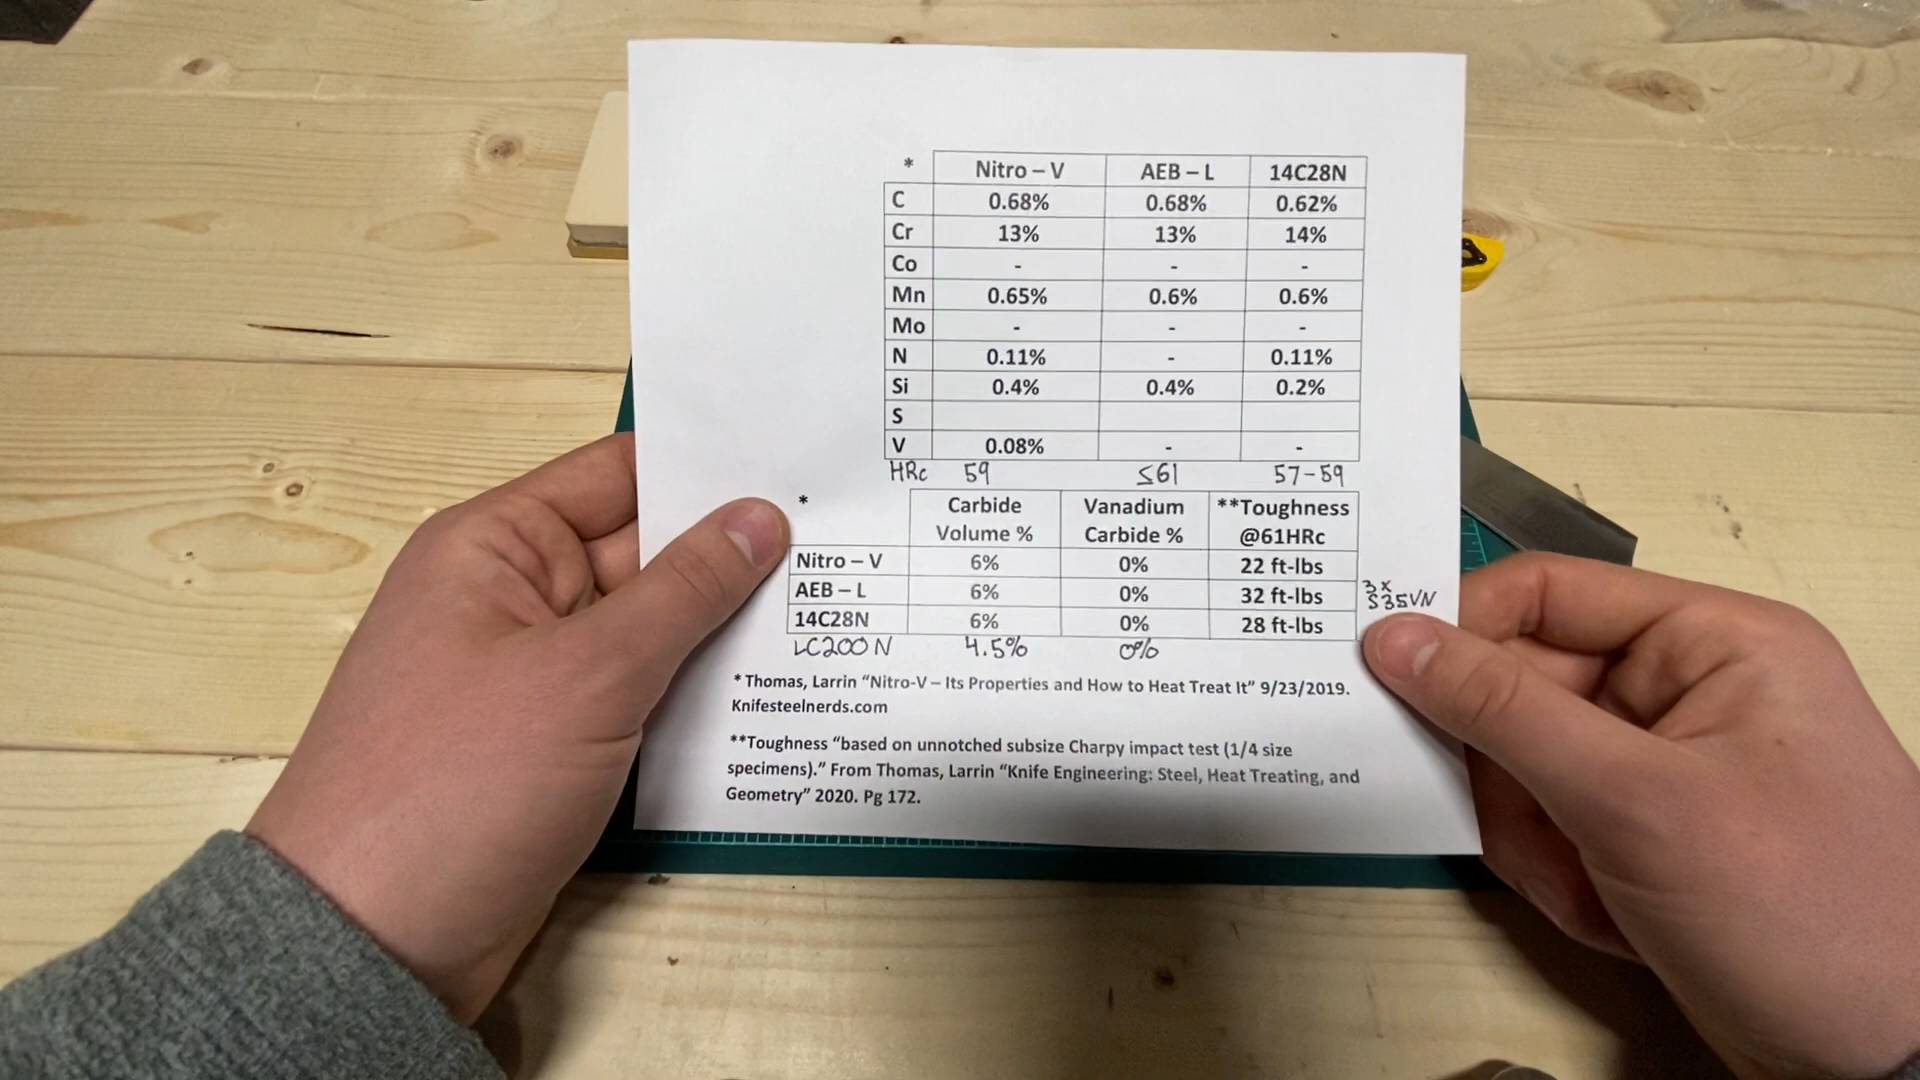 * Nitro – V AEB – L 14C28N
C 0.68% 0.68% 0.62%
Cr 13% 13% 14%
Co - - -
Mn 0.65% 0.6% 0.6%
Mo - - -
N 0.11% - 0.11%
Si 0.4% 0.4% 0.2%
S
V 0.08% - -
HRc 59 ≤61 57-59
* Carbide Volume % Vanadium Carbide % **Toughness @61HRc
Nitro – V 6% 0% 22 ft-lbs
AEB – L 6% 0% 32 ft-lbs 3x S35VN
14C28N 6% 0% 28 ft-lbs
LC200N 4.5% 0%
* Thomas, Larrin “Nitro-V – Its Properties and How to Heat Treat It” 9/23/2019.
Knifesteelnerds.com
**Toughness “based on unnotched subsize Charpy impact test (1/4 size
specimens).” From Thomas, Larrin “Knife Engineering: Steel, Heat Treating, and
Geometry” 2020. Pg 172.